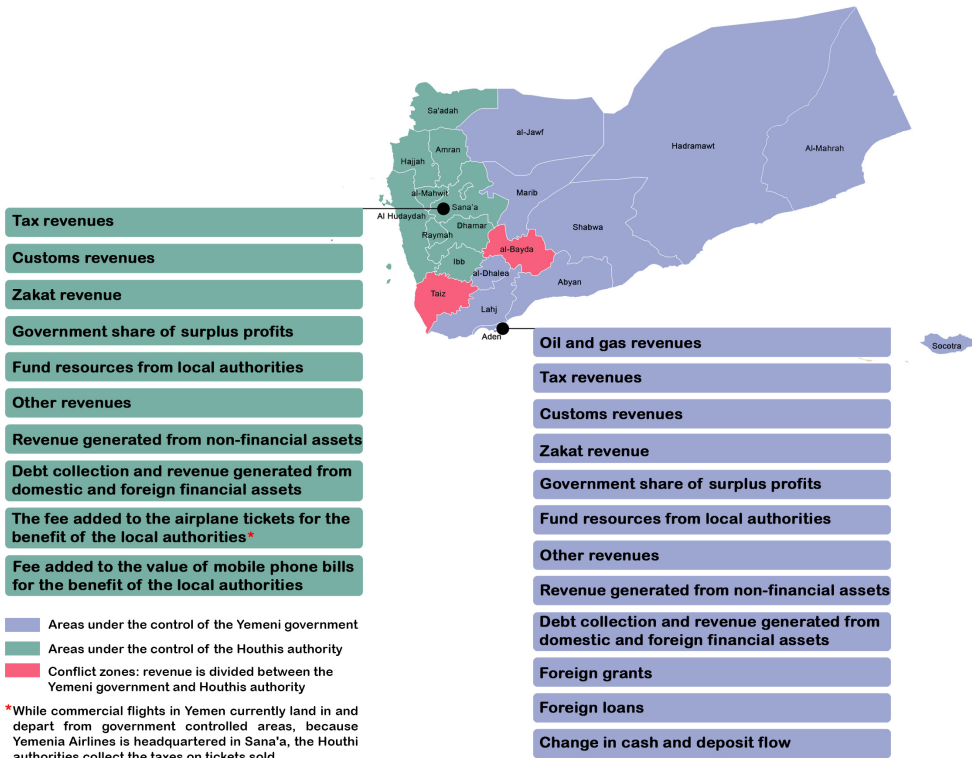 Sa'adah
al-Jawf
Hadramawt
Al-Mahrah
Amran
Hajjah
al-Mahwit
Marib
Sana'a
Al Hudaydah
Dhamar
Shabwa
Raymah
al-Bayda
Ibb
al-Dhalea
Abyan
Taiz
Lahj
Aden
Socotra
Tax revenues
Customs revenues
Zakat revenue
Government share of surplus profits
Fund resources from local authorities
Other revenues
Revenue generated from non-financial assets
Debt collection and revenue generated from
domestic and foreign financial assets
The fee added to the airplane tickets for the
benefit of the local authorities*
Fee added to the value of mobile phone bills
for the benefit of the local authorities
Oil and gas revenues
Tax revenues
Customs revenues
Zakat revenue
Government share of surplus profits
Fund resources from local authorities
Other revenues
Revenue generated from non-financial assets
Debt collection and revenue generated from
domestic and foreign financial assets
Foreign grants
Foreign loans
Change in cash and deposit flow
Areas under the control of the Yemeni government
Areas under the control of the Houthis authority
Conflict zones: revenue is divided between the
Yemeni government and Houthis authority
*While commercial flights in Yemen currently land in and
depart from government controlled areas, because
Yemenia Airlines is headquartered in Sana'a, the Houthi
authorities collect the taxes on tickets sold